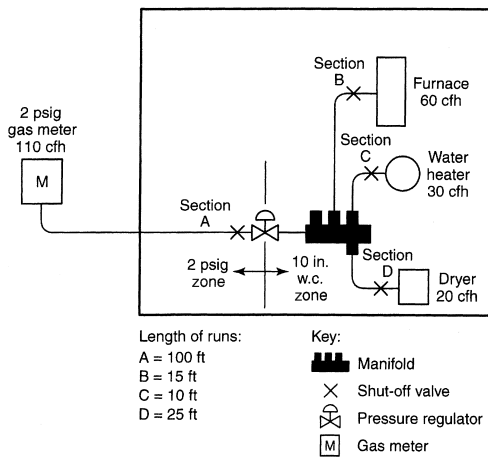 2 psig
gas meter
110 cfh
M
Section
A
2 psig
zone
10 in.
w.c.
zone
Section
B
Furnace
60 cfh
Section
C
Water
heater
30 cfh
Section
D
Dryer
20 cfh
Length of runs:
A = 100 ft
B = 15 ft
C = 10 ft
D = 25 ft
Key:
Manifold
Shut-off valve
Pressure regulator
M
Gas meter